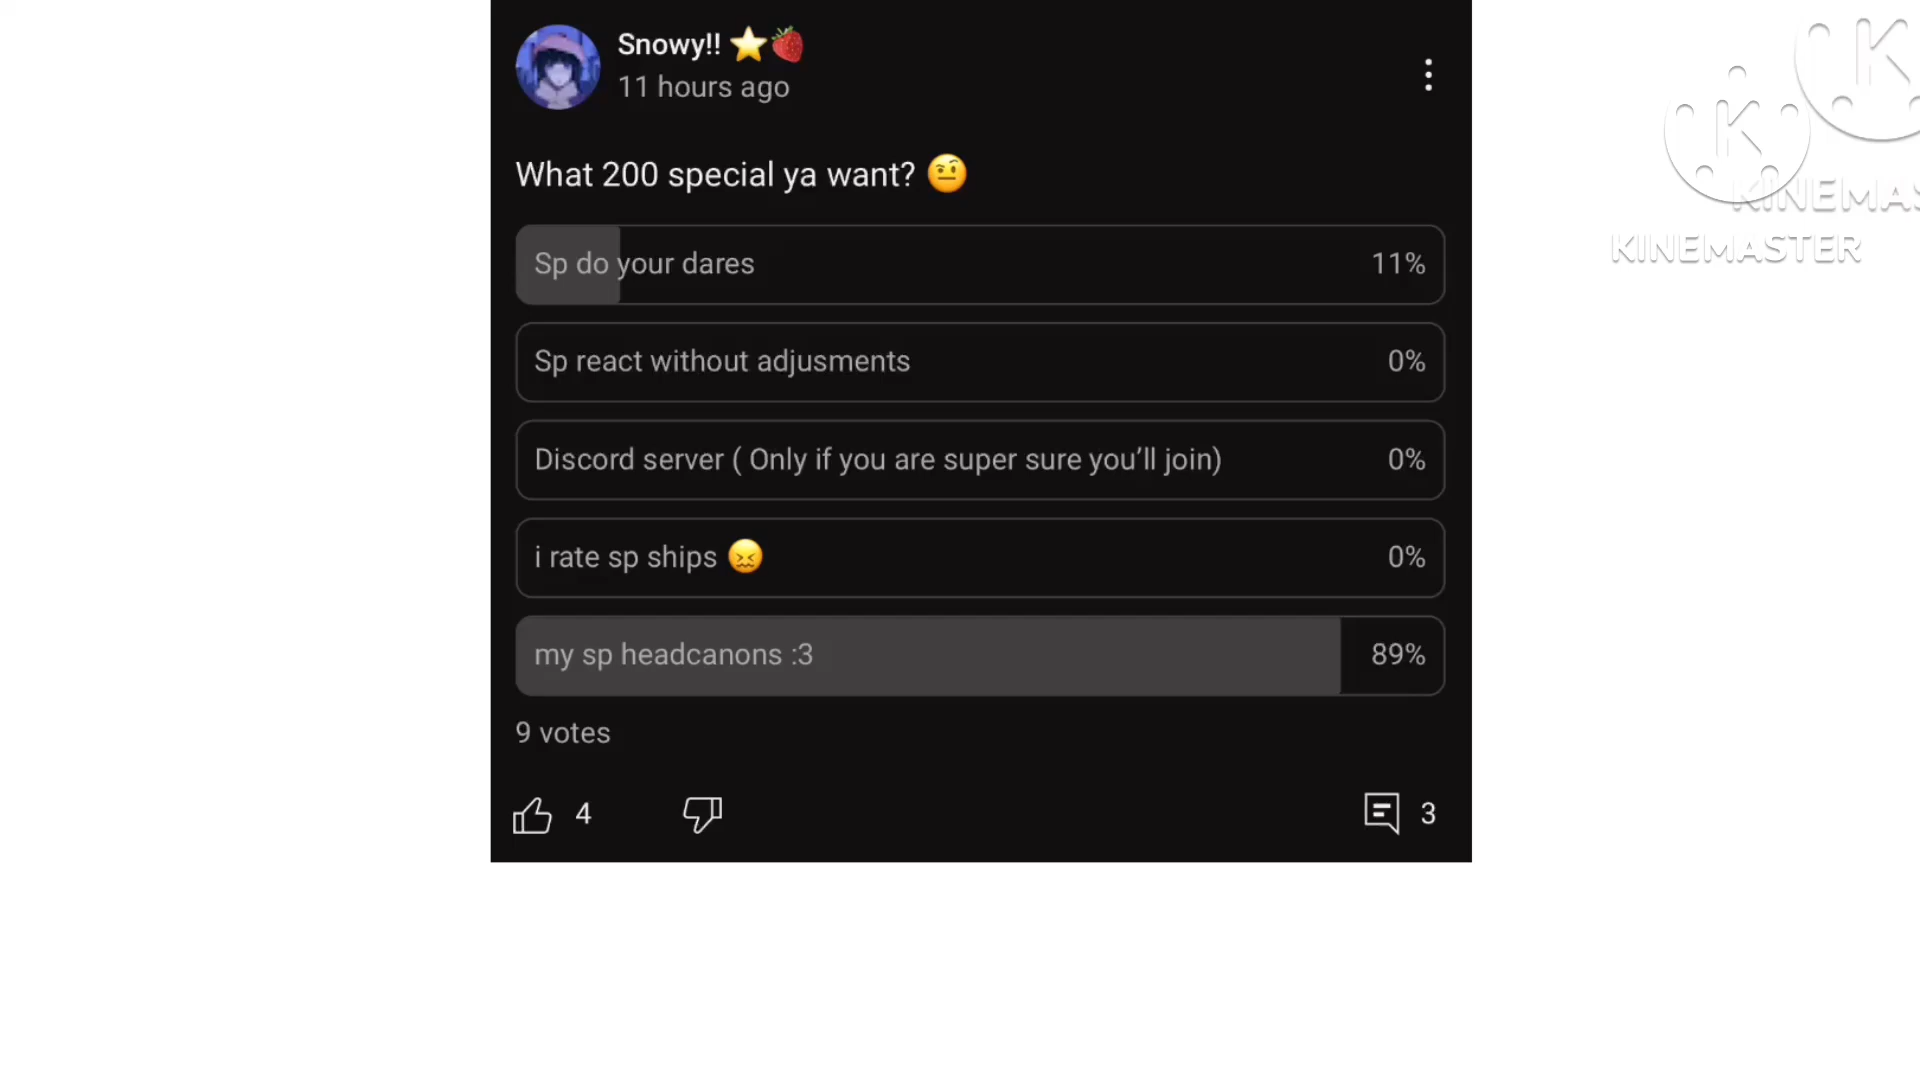 Snowy!! ⭐🍓
11 hours ago
What 200 special ya want? 🤨
Sp do your dares 11%
Sp react without adjusments 0%
Discord server ( Only if you are super sure you’ll join) 0%
i rate sp ships 😖 0%
my sp headcanons :3 89%
9 votes
4 3
KINEMAS
KINEMASTER